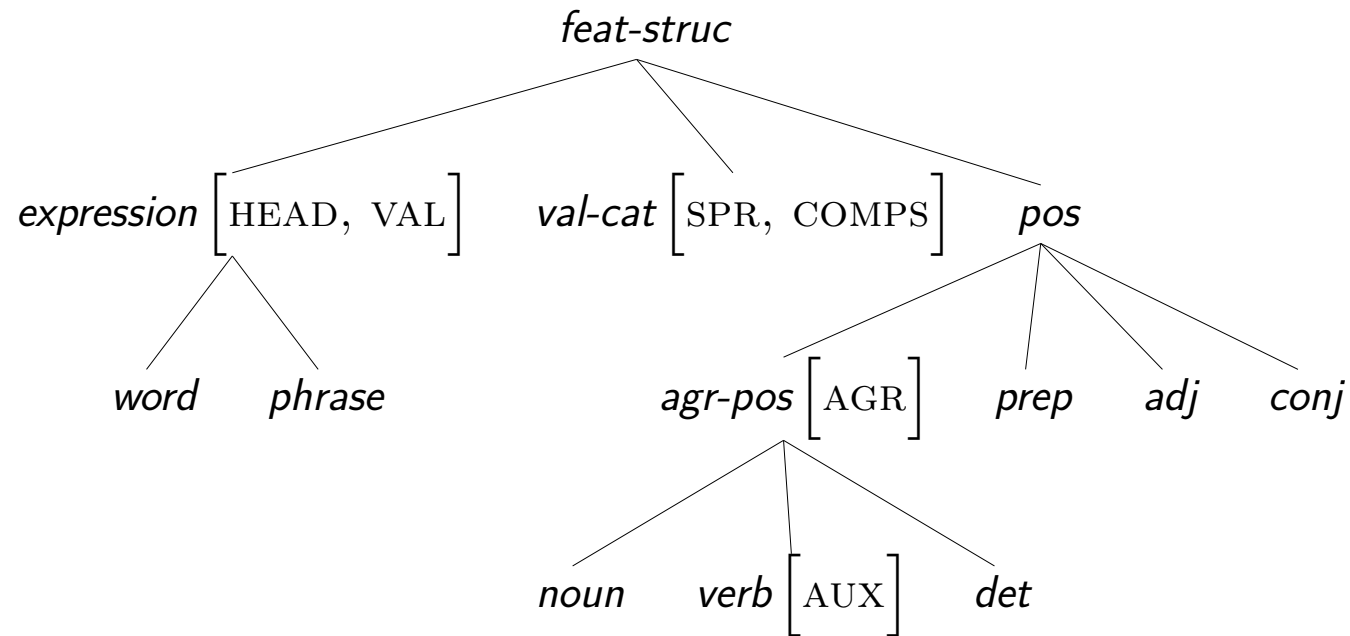 feat-struc
expression [HEAD, VAL] val-cat [SPR, COMPS] pos
word phrase agr-pos [AGR] prep adj conj
noun verb [AUX] det